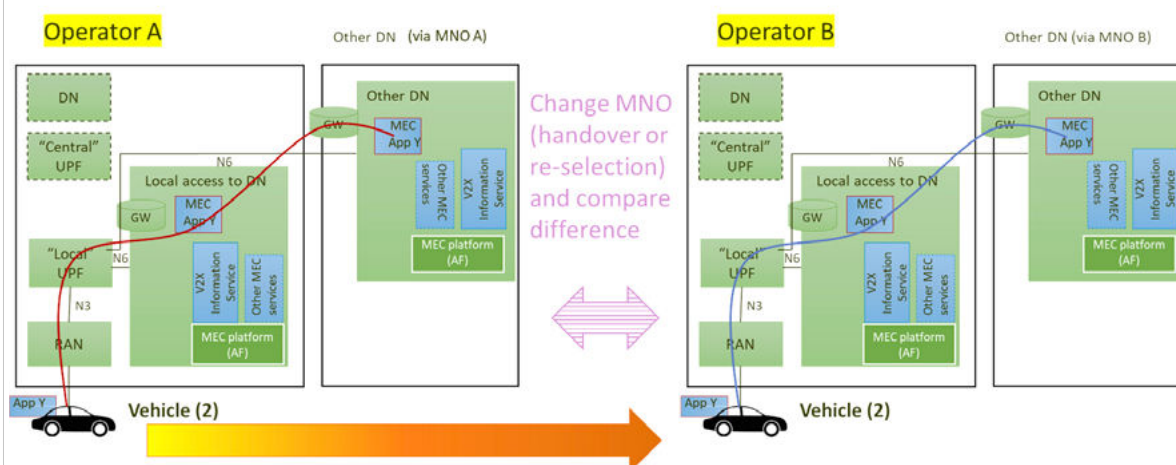 Operator A
Other DN (via MNO A)
DN
"Central"
UPF
"Local"
UPF
N3
RAN
N6
N6
Local access to DN
GW
MEC
App Y
V2X
Information
Service
Other MEC
services
MEC platform
(AF)
GW
Other DN
MEC
App Y
Other MEC
services
V2X
Information
Service
MEC platform
(AF)
App Y
Vehicle (2)
Change MNO
(handover or
re-selection)
and compare
difference
Operator B
Other DN (via MNO B)
DN
"Central"
UPF
"Local"
UPF
N3
RAN
N6
N6
Local access to DN
GW
MEC
App Y
V2X
Information
Service
Other MEC
services
MEC platform
(AF)
GW
Other DN
MEC
App Y
Other MEC
services
V2X
Information
Service
MEC platform
(AF)
App Y
Vehicle (2)